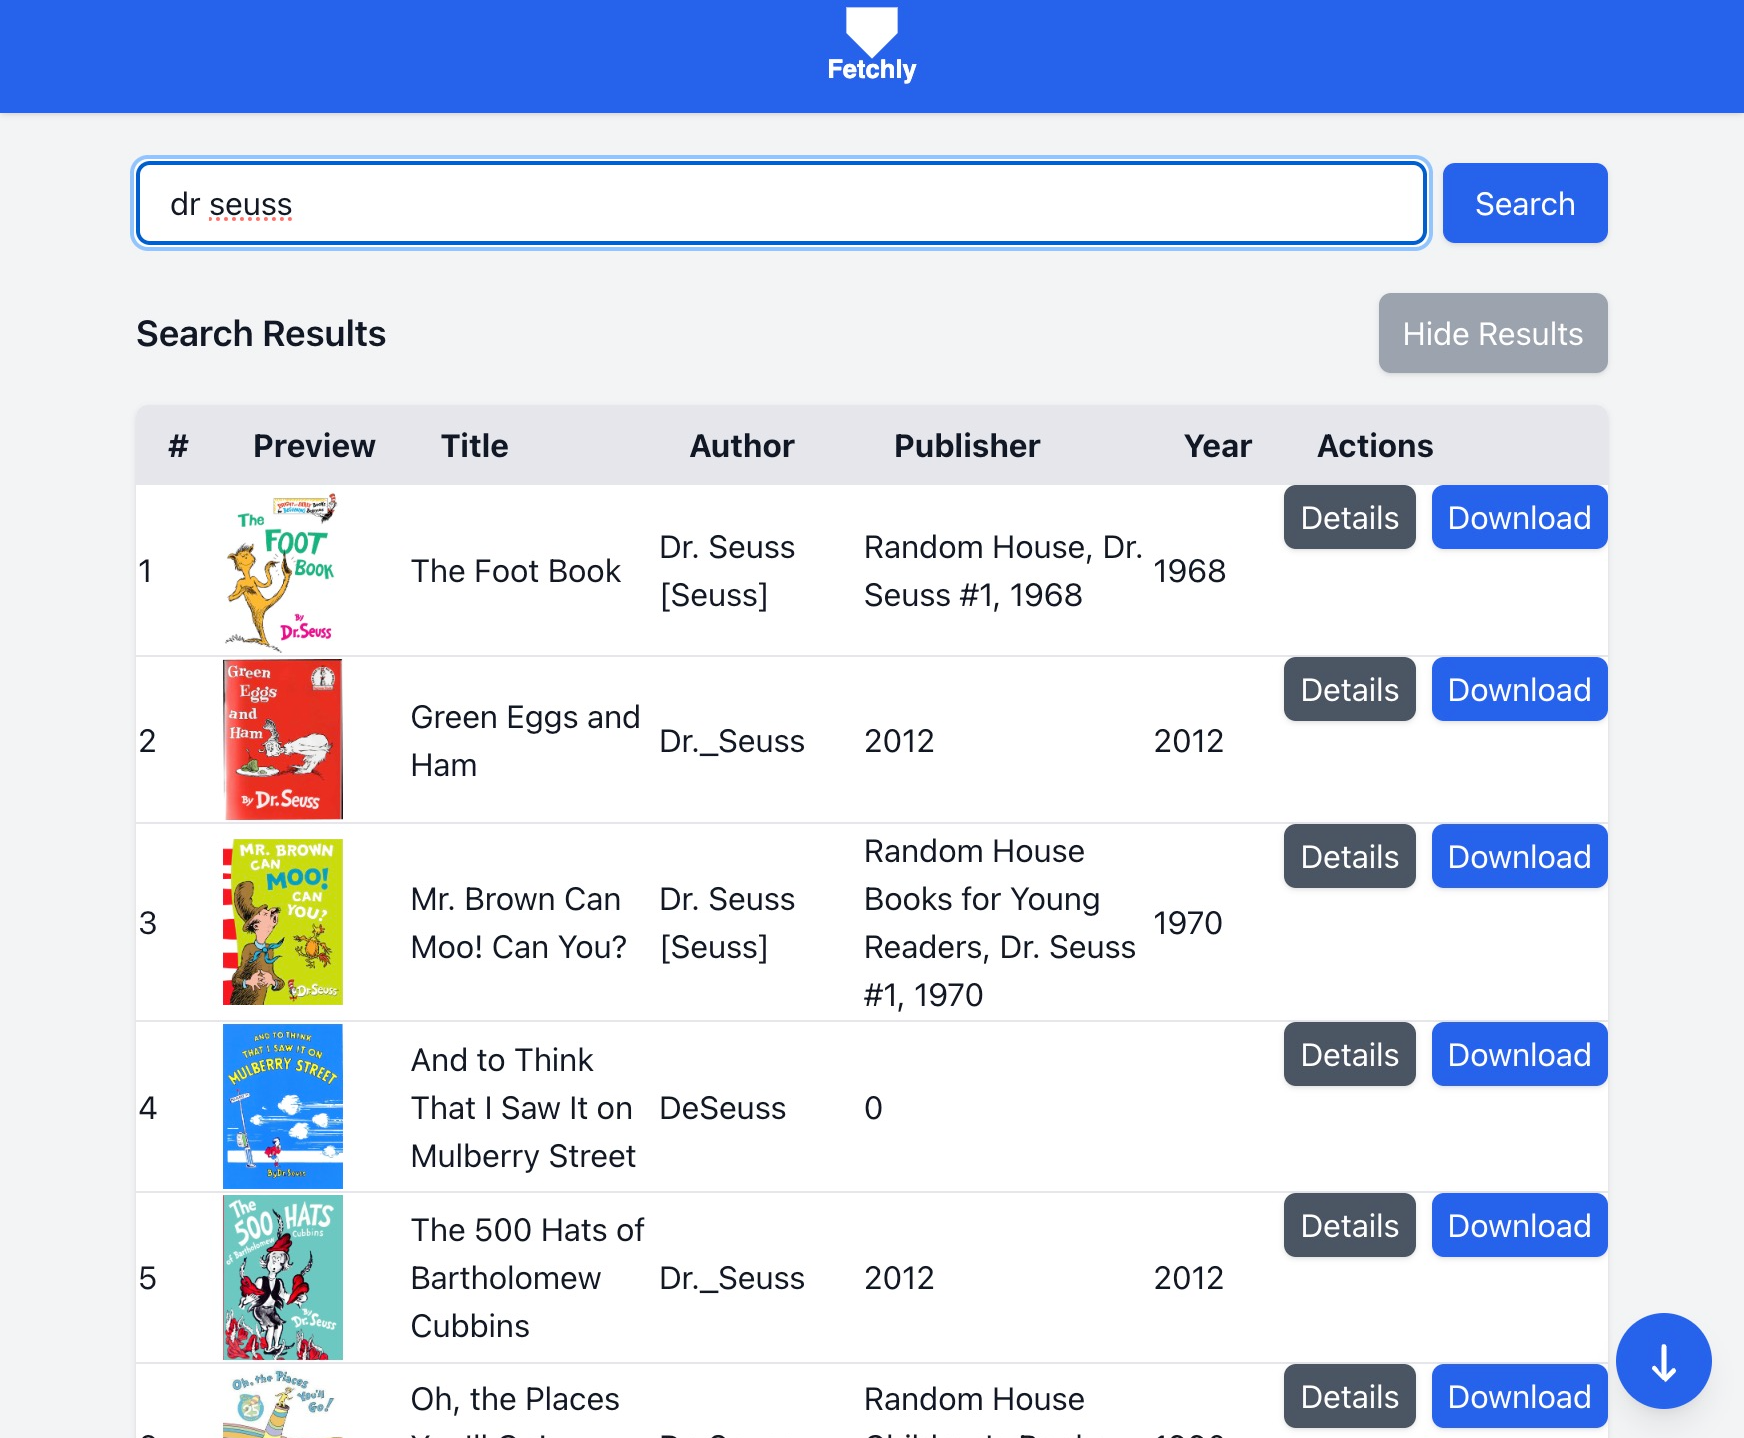 Fetchly
dr seuss
Search
Search Results
Hide Results
# Preview Title Author Publisher Year Actions
The
FOOT
BOOK
By
Dr. Seuss
1
The Foot Book
Dr. Seuss
[Seuss]
Random House, Dr.
Seuss #1, 1968
1968
Details
Download
Green
Eggs
and
Ham
By Dr. Seuss
2
Green Eggs and
Ham
Dr._Seuss
2012
2012
Details
Download
MR. BROWN
CAN
MOO!
CAN
YOU?
Dr. Seuss
3
Mr. Brown Can
Moo! Can You?
Dr. Seuss
[Seuss]
Random House
Books for Young
Readers, Dr. Seuss
#1, 1970
1970
Details
Download
AND TO THINK
THAT I SAW IT ON
MULBERRY STREET
By Dr. Seuss
4
And to Think
That I Saw It on
Mulberry Street
DeSeuss
0
Details
Download
The
500 HATS
of Bartholomew Cubbins
By
Dr. Seuss
5
The 500 Hats of
Bartholomew
Cubbins
Dr._Seuss
2012
2012
Details
Download
Oh, the Places
You'll
Go!
Oh, the Places
Random House
Details
Download